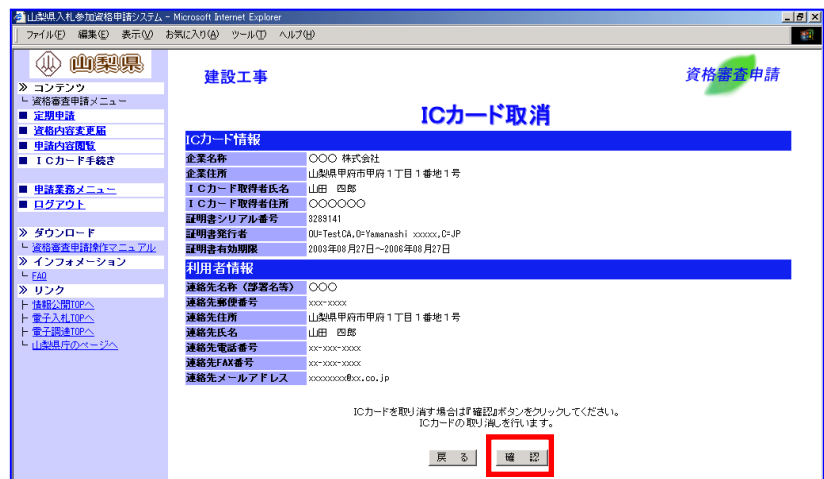 山梨県入札参加資格申請システム - Microsoft Internet Explorer
ファイル(F) 編集(E) 表示(V) お気に入り(A) ツール(T) ヘルプ(H)
山梨県
» コンテンツ
資格審査申請メニュー
定期申請
資格内容変更届
申請内容閲覧
ＩＣカード手続き
申請業務メニュー
ログアウト
» ダウンロード
資格審査申請操作マニュアル
» インフォメーション
FAQ
» リンク
情報公開TOPへ
電子入札TOPへ
電子調達TOPへ
山梨県庁のページへ
建設工事
資格審査申請
ICカード取消
ICカード情報
企業名称 〇〇〇 株式会社
企業住所 山梨県甲府市甲府１丁目１番地１号
ＩＣカード取得者氏名 山田 四郎
ＩＣカード取得者住所 〇〇〇〇〇〇
証明書シリアル番号 3289141
証明書発行者 OU=TestCA,O=Yamanashi xxxxx,C=JP
証明書有効期限 2003年08月27日～2006年08月27日
利用者情報
連絡先名称（部署名等） 〇〇〇
連絡先郵便番号 xxx-xxxx
連絡先住所 山梨県甲府市甲府１丁目１番地１号
連絡先氏名 山田 四郎
連絡先電話番号 xx-xxx-xxxx
連絡先FAX番号 xx-xxx-xxxx
連絡先メールアドレス xxxxxxxx@xx.co.jp
ICカードを取り消す場合は『確認』ボタンをクリックしてください。
ICカードの取り消しを行います。
戻 る 確 認